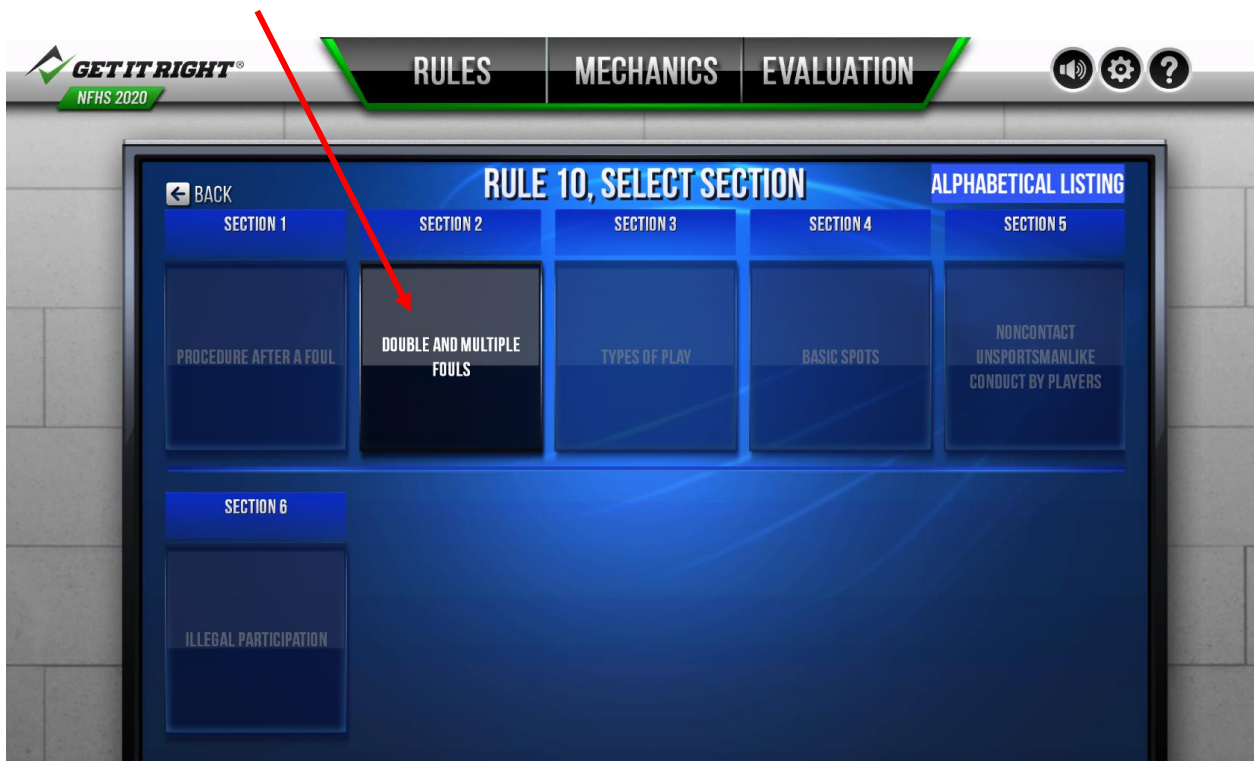 GET IT RIGHT®
NFHS 2020
RULES
MECHANICS
EVALUATION
?
BACK
RULE 10, SELECT SECTION
ALPHABETICAL LISTING
SECTION 1
SECTION 2
SECTION 3
SECTION 4
SECTION 5
PROCEDURE AFTER A FOUL
DOUBLE AND MULTIPLE
FOULS
TYPES OF PLAY
BASIC SPOTS
NONCONTACT
UNSPORTSMANLIKE
CONDUCT BY PLAYERS
SECTION 6
ILLEGAL PARTICIPATION